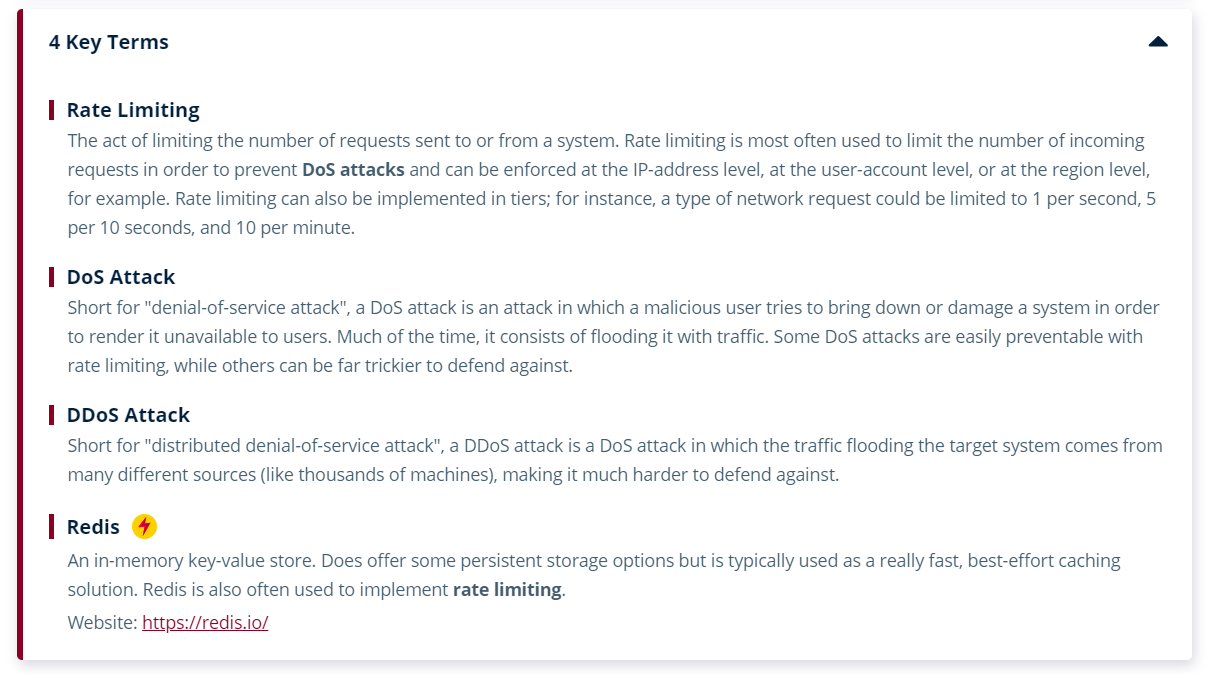 4 Key Terms
Rate Limiting
The act of limiting the number of requests sent to or from a system. Rate limiting is most often used to limit the number of incoming
requests in order to prevent DoS attacks and can be enforced at the IP-address level, at the user-account level, or at the region level,
for example. Rate limiting can also be implemented in tiers; for instance, a type of network request could be limited to 1 per second, 5
per 10 seconds, and 10 per minute.
DoS Attack
Short for "denial-of-service attack", a DoS attack is an attack in which a malicious user tries to bring down or damage a system in order
to render it unavailable to users. Much of the time, it consists of flooding it with traffic. Some DoS attacks are easily preventable with
rate limiting, while others can be far trickier to defend against.
DDoS Attack
Short for "distributed denial-of-service attack", a DDoS attack is a DoS attack in which the traffic flooding the target system comes from
many different sources (like thousands of machines), making it much harder to defend against.
Redis
An in-memory key-value store. Does offer some persistent storage options but is typically used as a really fast, best-effort caching
solution. Redis is also often used to implement rate limiting.
Website: https://redis.io/